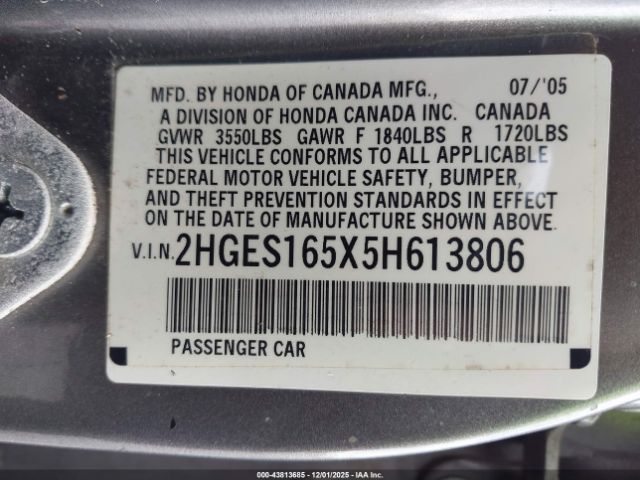 MFD. BY HONDA OF CANADA MFG., 07/'05
A DIVISION OF HONDA CANADA INC. CANADA
GVWR 3550LBS GAWR F 1840LBS R 1720LBS
THIS VEHICLE CONFORMS TO ALL APPLICABLE
FEDERAL MOTOR VEHICLE SAFETY, BUMPER,
AND THEFT PREVENTION STANDARDS IN EFFECT
ON THE DATE OF MANUFACTURE SHOWN ABOVE.
V.I.N. 2HGES165X5H613806
PASSENGER CAR
000-43813685 - 12/01/2025 - IAAI.COM